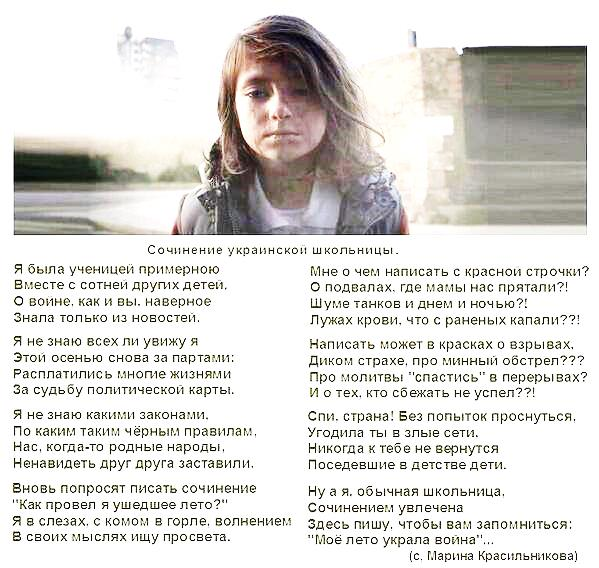 Сочинение украинской школьницы.
Я была ученицей примерною
Вместе с сотней других детей.
О войне, как и вы, наверное
Знала только из новостей.
Я не знаю всех ли увижу я
Этой осенью снова за партами:
Расплатились многие жизнями
За судьбу политической карты.
Я не знаю какими законами,
По каким таким чёрным правилам,
Нас, когда-то родные народы,
Ненавидеть друг друга заставили.
Вновь попросят писать сочинение
"Как провел я ушедшее лето?"
Я в слезах, с комом в горле, волнением
В своих мыслях ищу просвета.
Мне о чем написать с красной строчки?
О подвалах, где мамы нас прятали?!
Шуме танков и днем и ночью?!
Лужах крови, что с раненых капали??!
Написать может в красках о взрывах,
Диком страхе, про минный обстрел???
Про молитвы "спастись" в перерывах?
И о тех, кто сбежать не успел??!
Спи, страна! Без попыток проснуться,
Угодила ты в злые сети.
Никогда к тебе не вернутся
Поседевшие в детстве дети.
Ну а я, обычная школьница,
Сочинением увлечена
Здесь пишу, чтобы вам запомниться:
"Моё лето украла война"...
(с. Марина Красильникова)